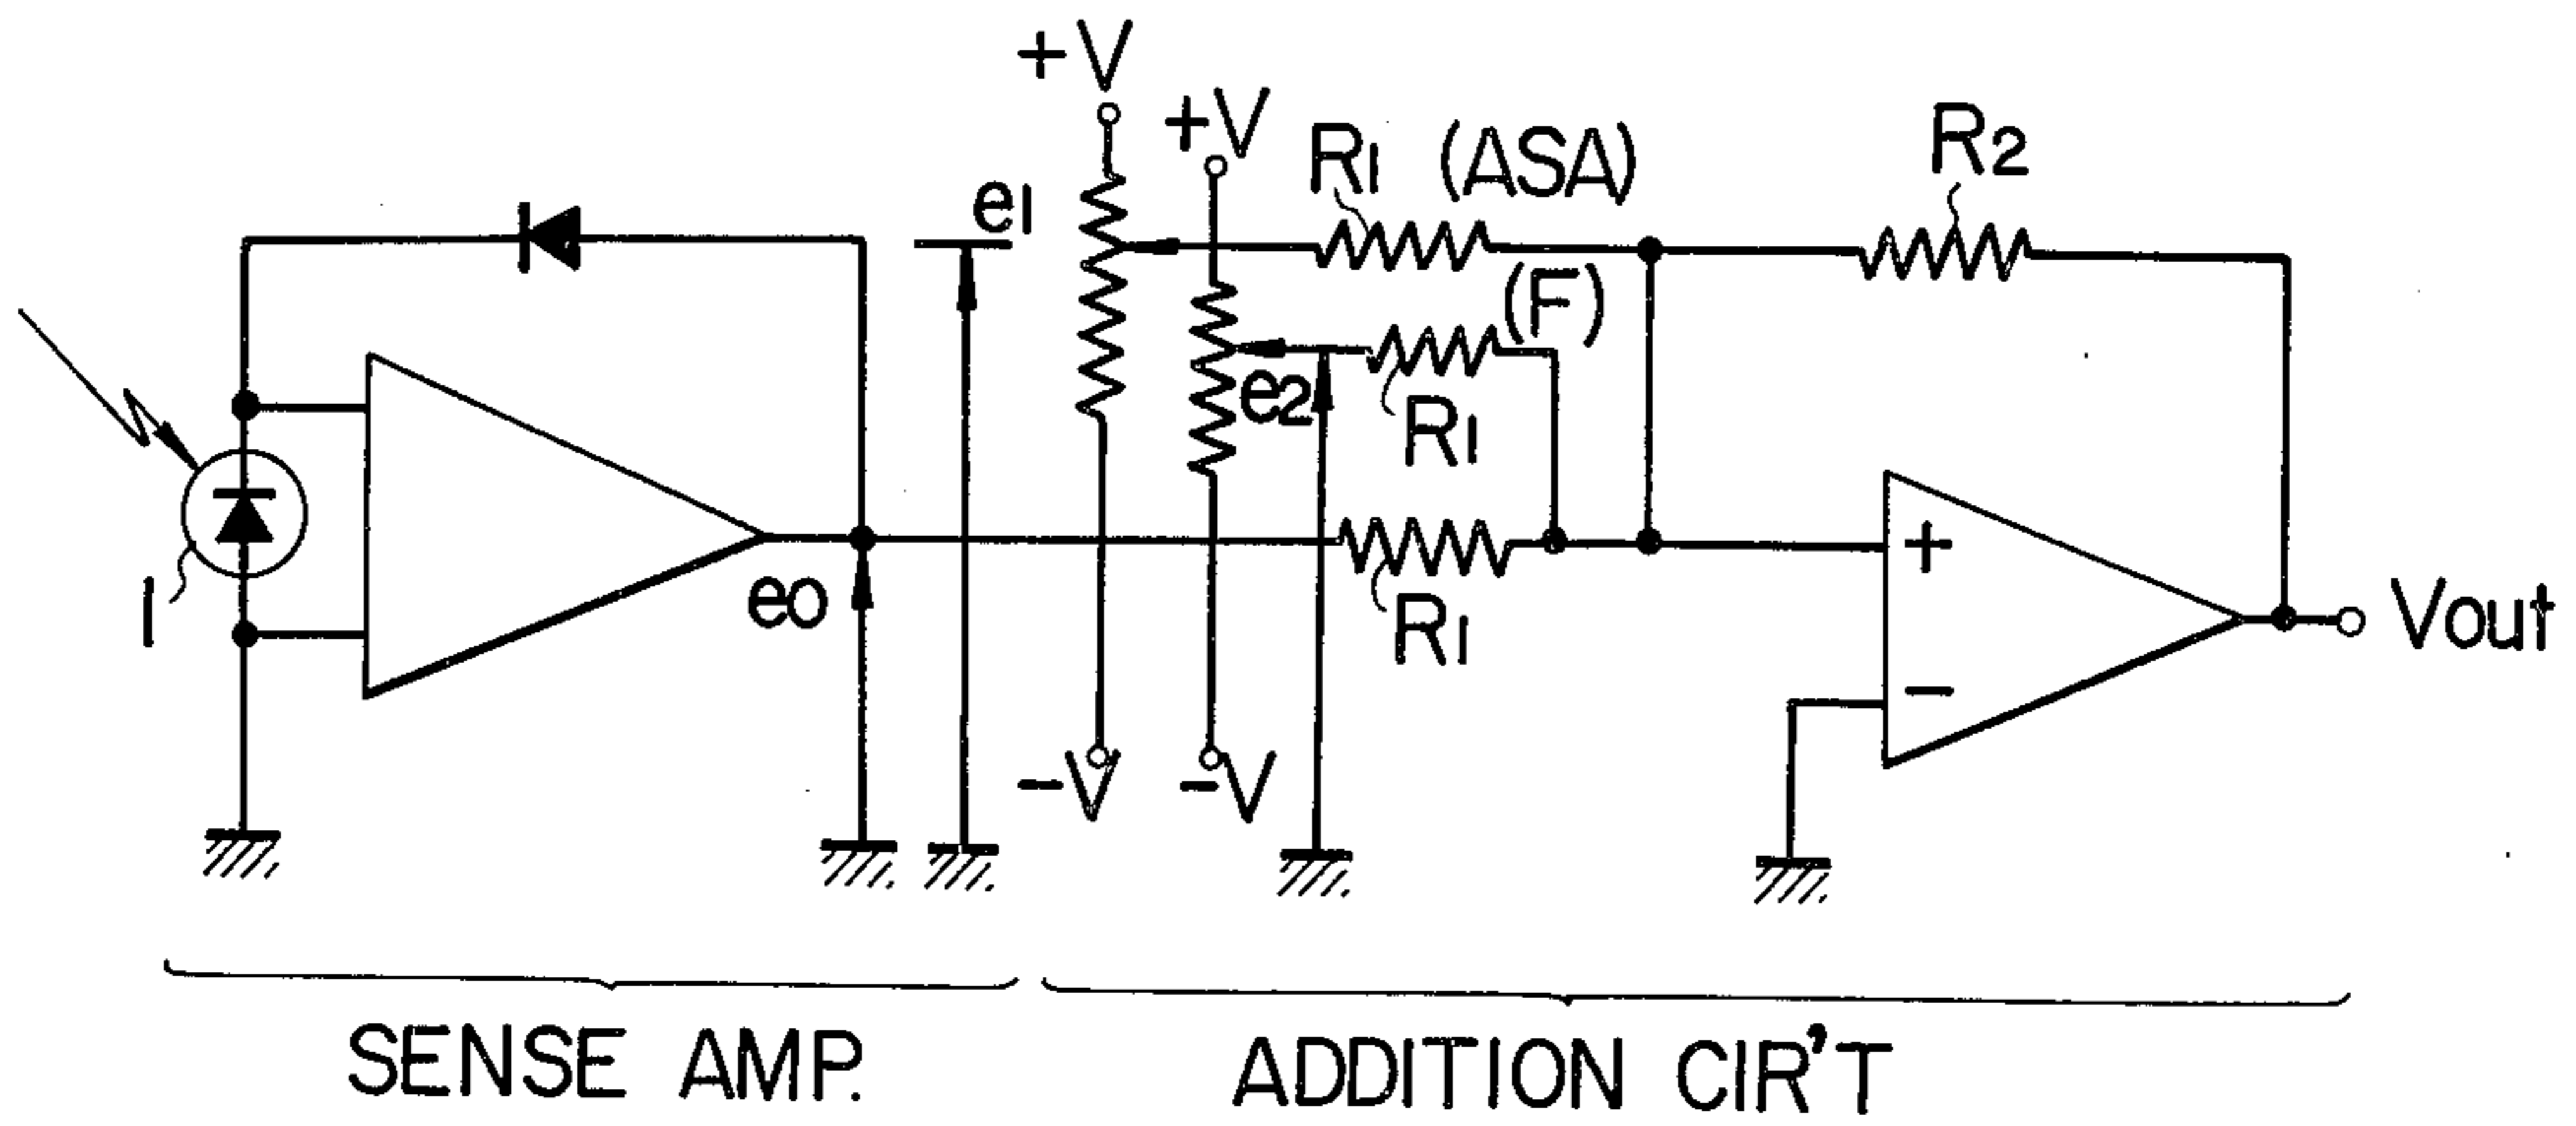 +V
+V
R1 (ASA)
R2
e1
(F)
e2
R1
1
e0
R1
+
−
Vout
-V
-V
SENSE AMP.
ADDITION CIR'T